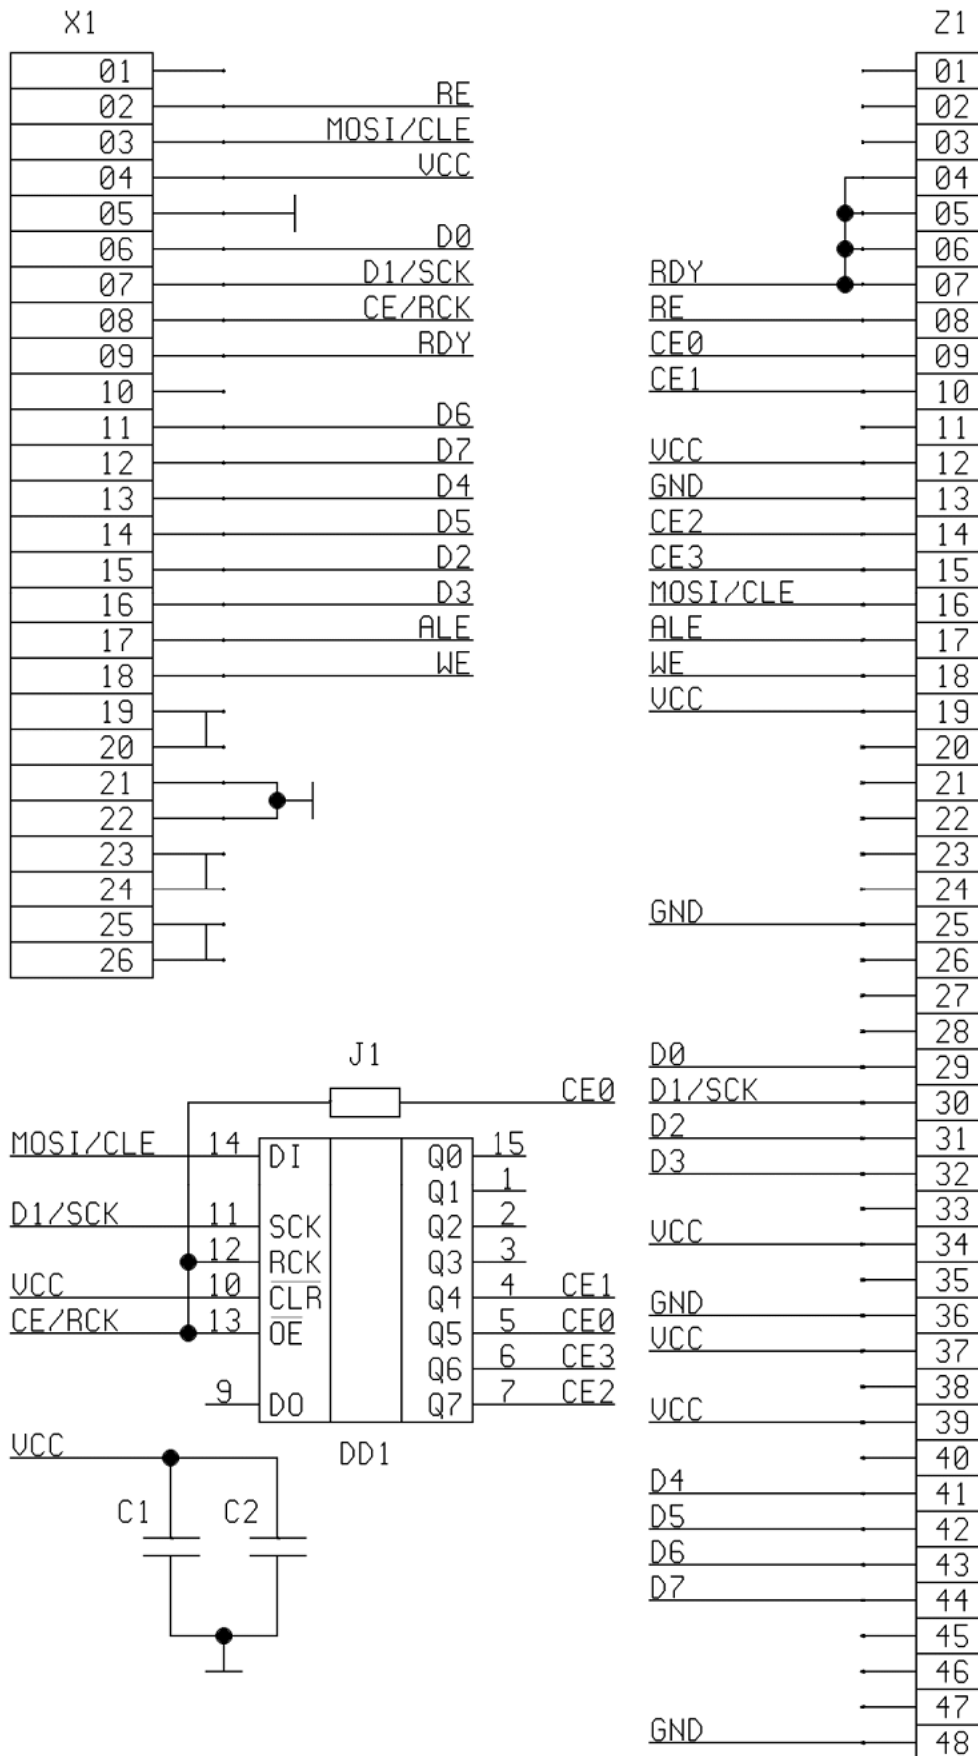 X1
01
02 RE
03 MOSI/CLE
04 VCC
05
06 D0
07 D1/SCK
08 CE/RCK
09 RDY
10
11 D6
12 D7
13 D4
14 D5
15 D2
16 D3
17 ALE
18 WE
19
20
21
22
23
24
25
26
Z1
01
02
03
04
05
06
RDY 07
RE 08
CE0 09
CE1 10
11
VCC 12
GND 13
CE2 14
CE3 15
MOSI/CLE 16
ALE 17
WE 18
VCC 19
20
21
22
23
24
GND 25
26
27
28
D0 29
D1/SCK 30
D2 31
D3 32
33
VCC 34
35
GND 36
VCC 37
38
VCC 39
40
D4 41
D5 42
D6 43
D7 44
45
46
47
GND 48
J1
CE0
MOSI/CLE 14 DI Q0 15
Q1 1
D1/SCK 11 SCK Q2 2
12 RCK Q3 3
VCC 10 CLR Q4 4 CE1
CE/RCK 13 OE Q5 5 CE0
Q6 6 CE3
9 DO Q7 7 CE2
DD1
VCC
C1 C2